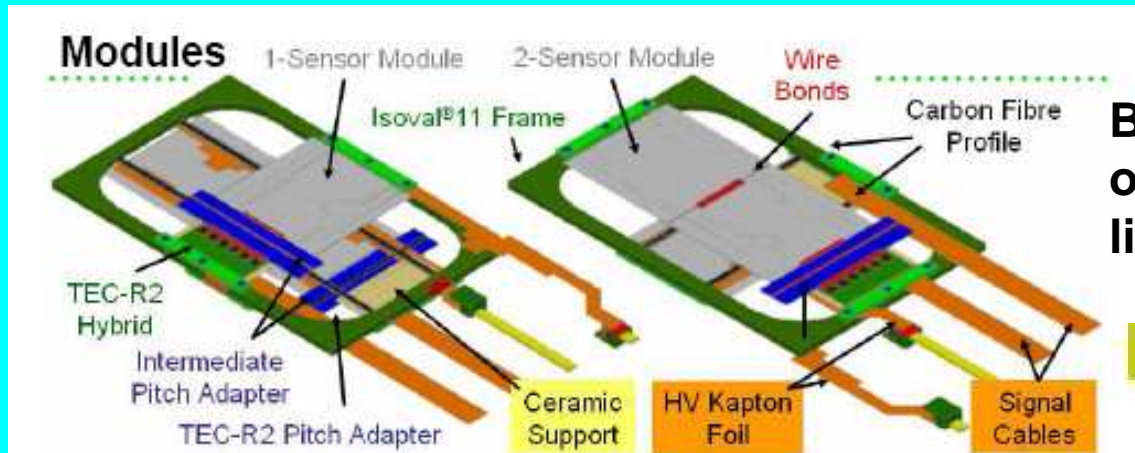 Modules
1-Sensor Module
2-Sensor Module
Wire
Bonds
Isoval®11 Frame
Carbon Fibre
Profile
TEC-R2
Hybrid
Intermediate
Pitch Adapter
TEC-R2 Pitch Adapter
Ceramic
Support
HV Kapton
Foil
Signal
Cables